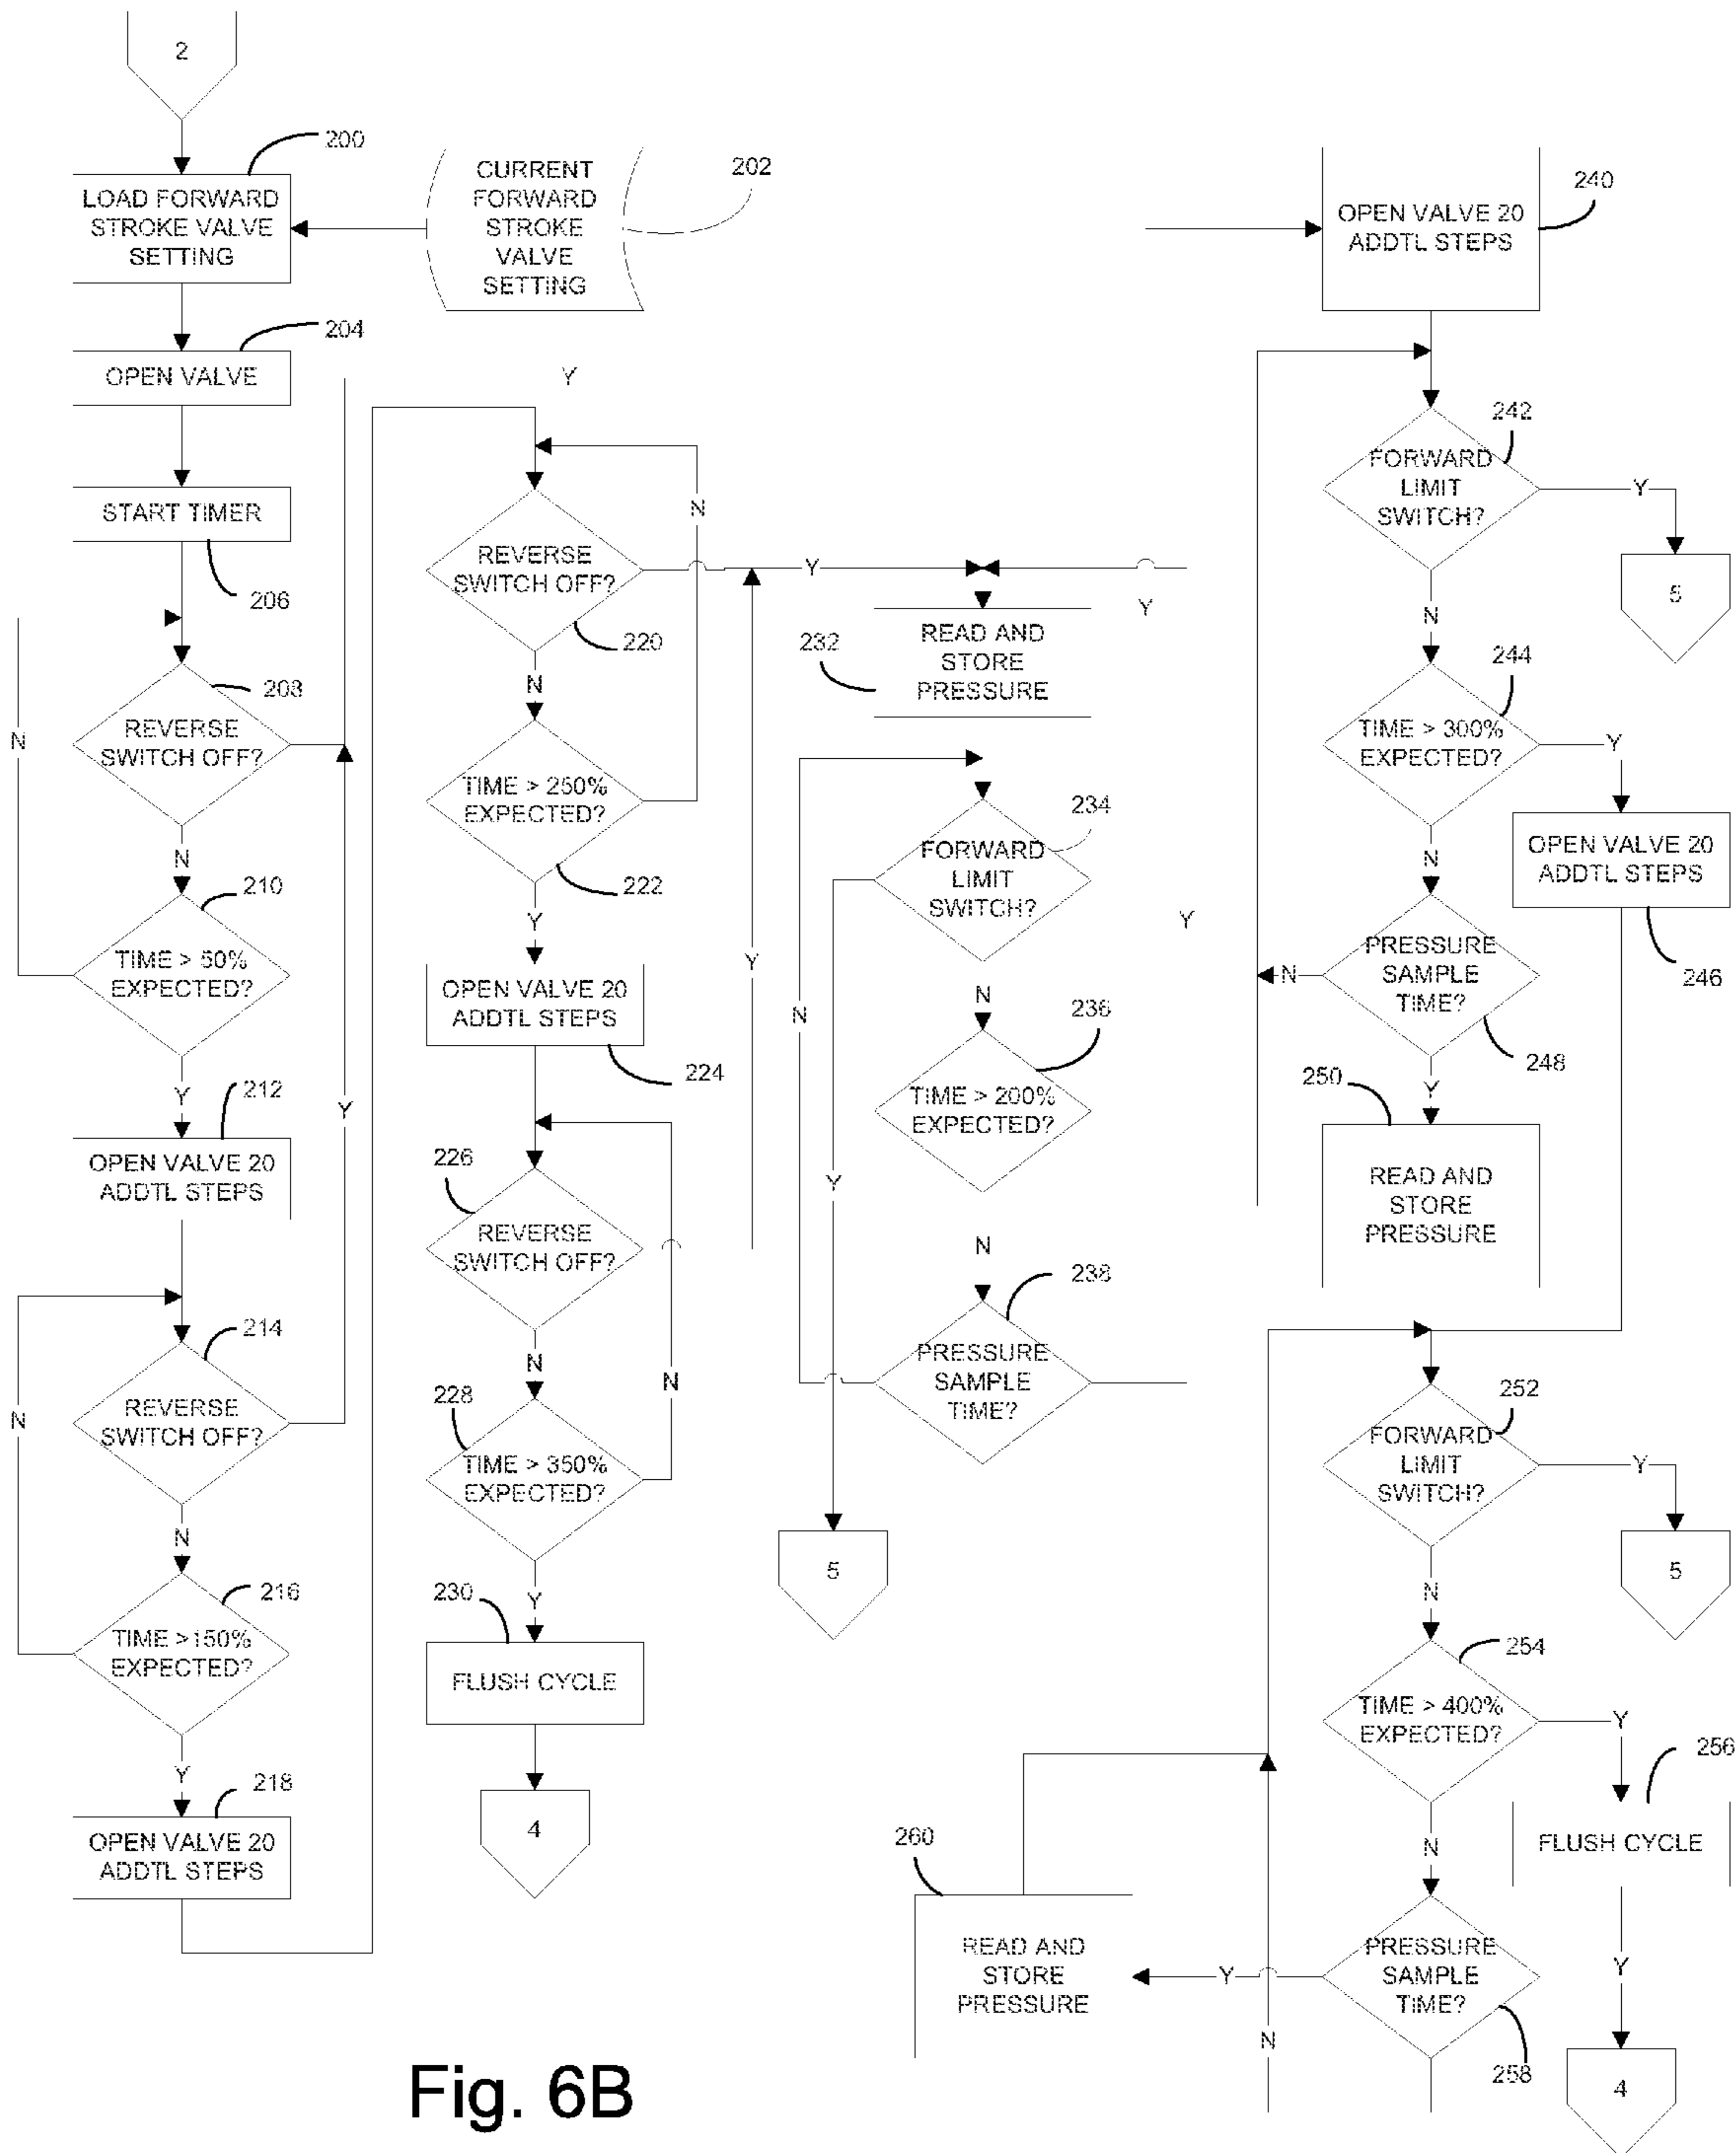 2
200
LOAD FORWARD
STROKE VALVE
SETTING
CURRENT
FORWARD
STROKE
VALVE
SETTING
202
204
OPEN VALVE
START TIMER
206
208
REVERSE
SWITCH OFF?
N
N
210
TIME > 50%
EXPECTED?
Y
212
OPEN VALVE 20
ADDTL STEPS
Y
214
REVERSE
SWITCH OFF?
N
N
216
TIME >150%
EXPECTED?
Y
218
OPEN VALVE 20
ADDTL STEPS
Y
N
REVERSE
SWITCH OFF?
220
Y
N
TIME > 250%
EXPECTED?
222
Y
OPEN VALVE 20
ADDTL STEPS
224
Y
226
REVERSE
SWITCH OFF?
N
N
228
TIME > 350%
EXPECTED?
Y
230
FLUSH CYCLE
4
Y
232
READ AND
STORE
PRESSURE
234
FORWARD
LIMIT
SWITCH?
Y
N
N
236
TIME > 200%
EXPECTED?
Y
N
238
PRESSURE
SAMPLE
TIME?
5
OPEN VALVE 20
ADDTL STEPS
240
242
FORWARD
LIMIT
SWITCH?
Y
5
N
244
TIME > 300%
EXPECTED?
Y
N
OPEN VALVE 20
ADDTL STEPS
246
PRESSURE
SAMPLE
TIME?
N
248
Y
250
READ AND
STORE
PRESSURE
252
FORWARD
LIMIT
SWITCH?
Y
5
N
254
TIME > 400%
EXPECTED?
Y
256
FLUSH CYCLE
N
Y
4
260
READ AND
STORE
PRESSURE
Y
PRESSURE
SAMPLE
TIME?
N
258
Fig. 6B